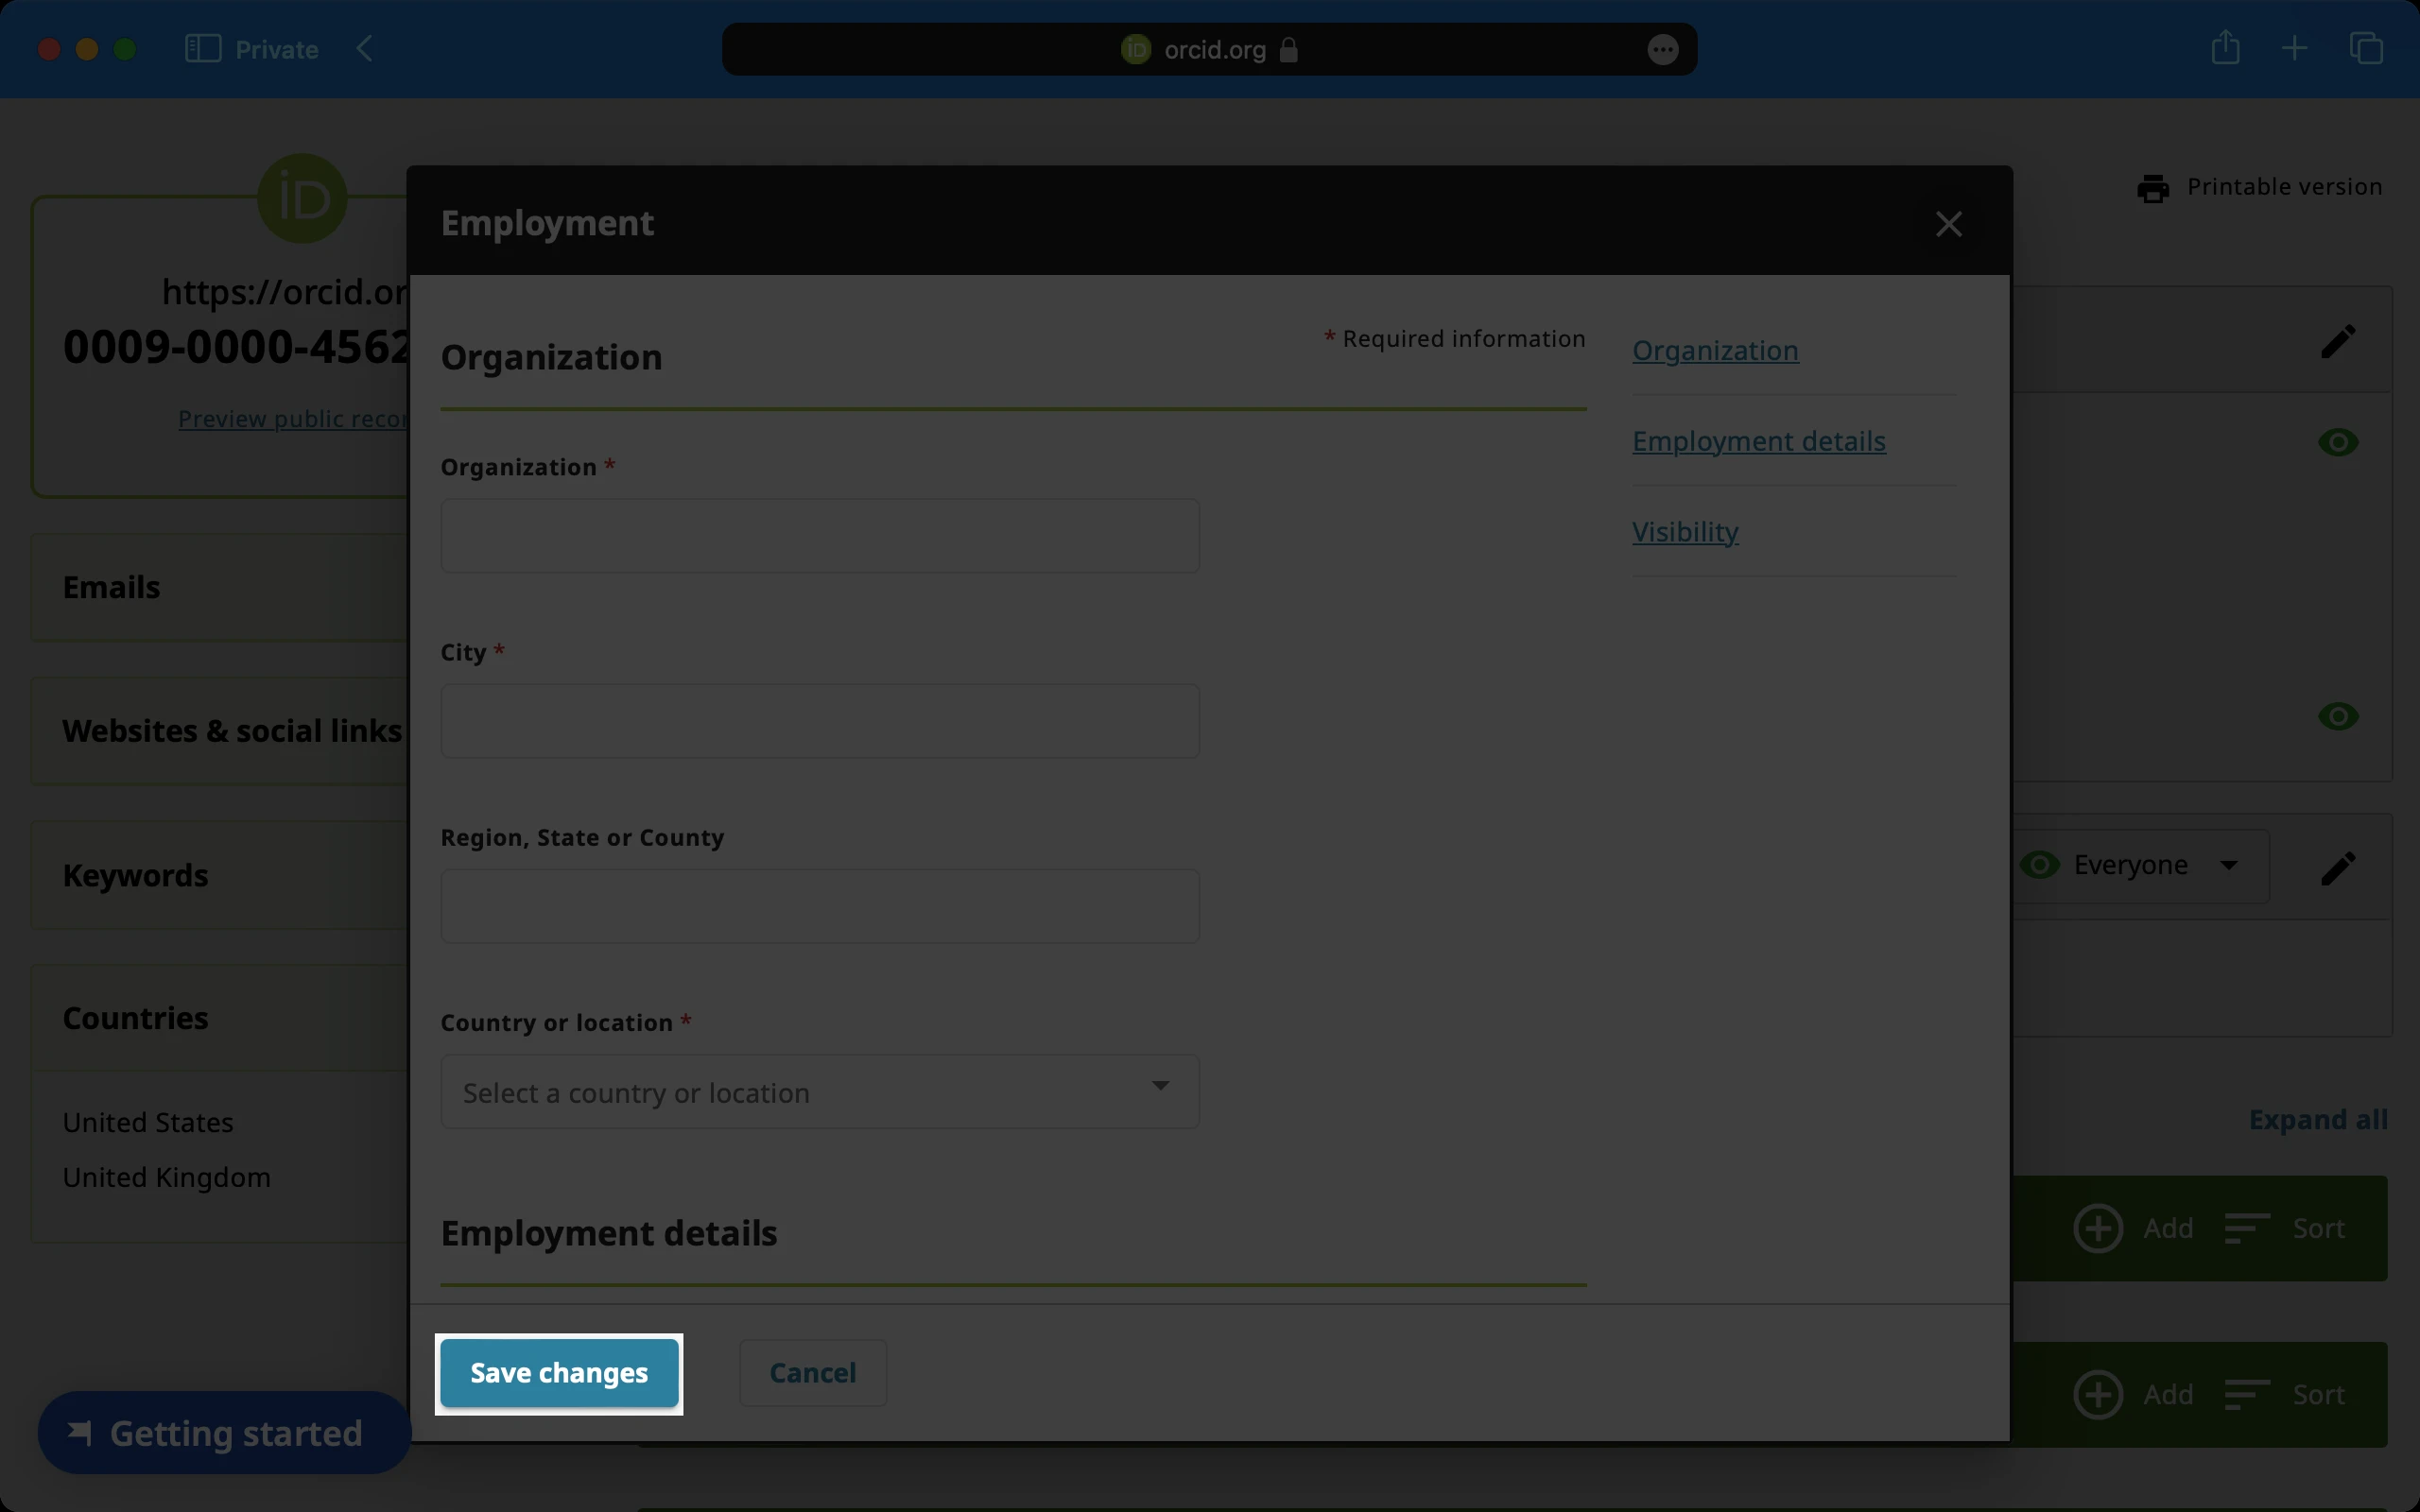 Private
iD orcid.org
Printable version
iD
https://orcid.or
0009-0000-4562
Preview public recor
Emails
Websites & social links
Keywords
Countries
United States
United Kingdom
Getting started
Employment
* Required information
Organization
Organization *
City *
Region, State or County
Country or location *
Select a country or location
Employment details
Save changes
Cancel
Organization
Employment details
Visibility
Everyone
Expand all
Add
Sort
Add
Sort